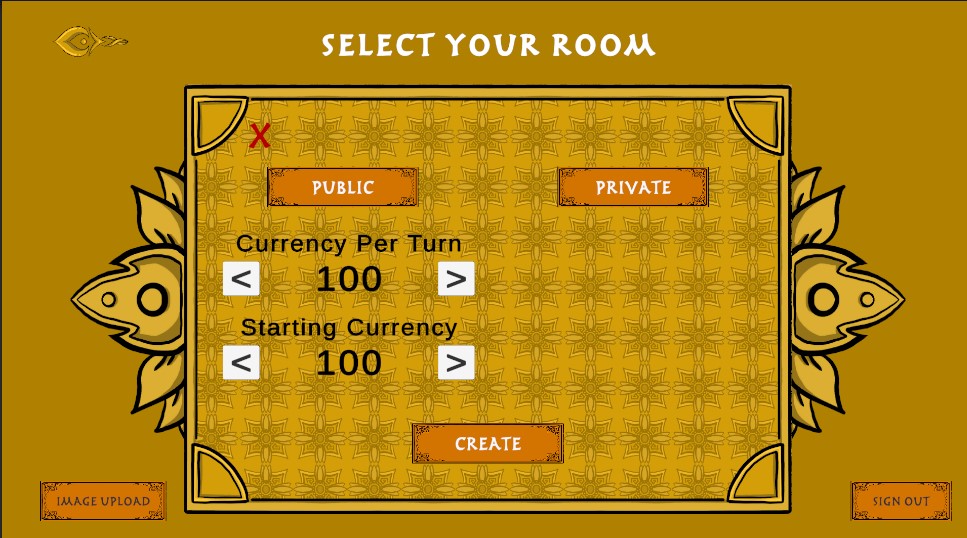 SELECT YOUR ROOM
X
PUBLIC
PRIVATE
Currency Per Turn
< 100 >
Starting Currency
< 100 >
CREATE
IMAGE UPLOAD
SIGN OUT